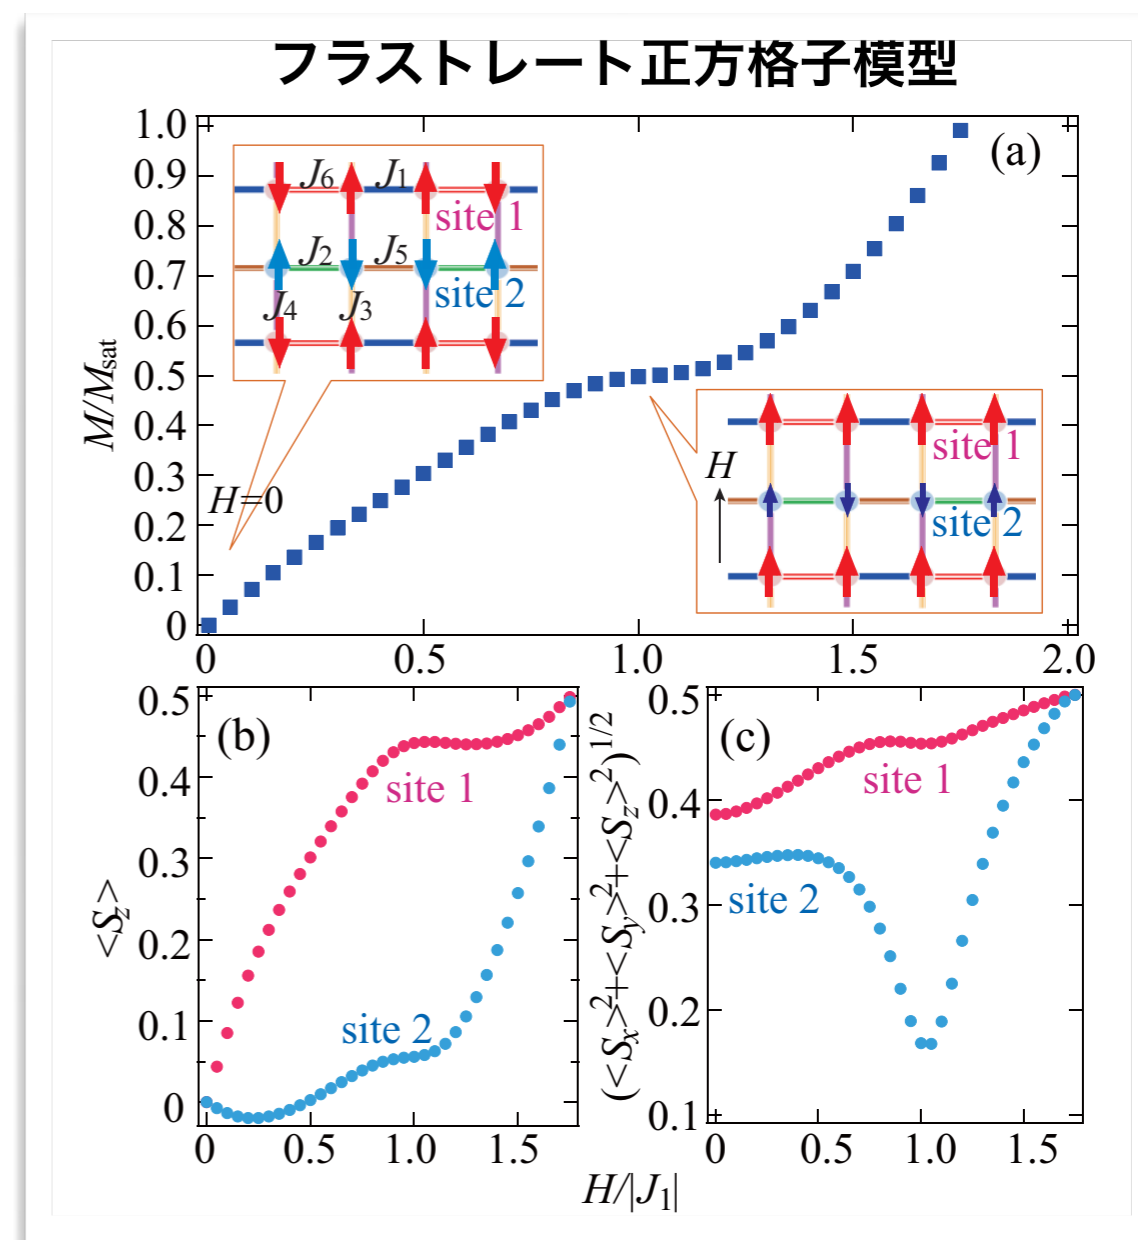 フラストレート正方格子模型
(a)
M/Msat
1.0
0.9
0.8
0.7
0.6
0.5
0.4
0.3
0.2
0.1
0
0 0.5 1.0 1.5 2.0
J6 J1
site 1
J2 J5
site 2
J4 J3
H=0
H
site 1
site 2
(b)
<Sz>
0.5
0.4
0.3
0.2
0.1
0
site 1
site 2
0 0.5 1.0 1.5
(c)
(<Sx>²+<Sy>²+<Sz>²)1/2
0.5
0.4
0.3
0.2
0.1
site 1
site 2
0 0.5 1.0 1.5
H/|J1|